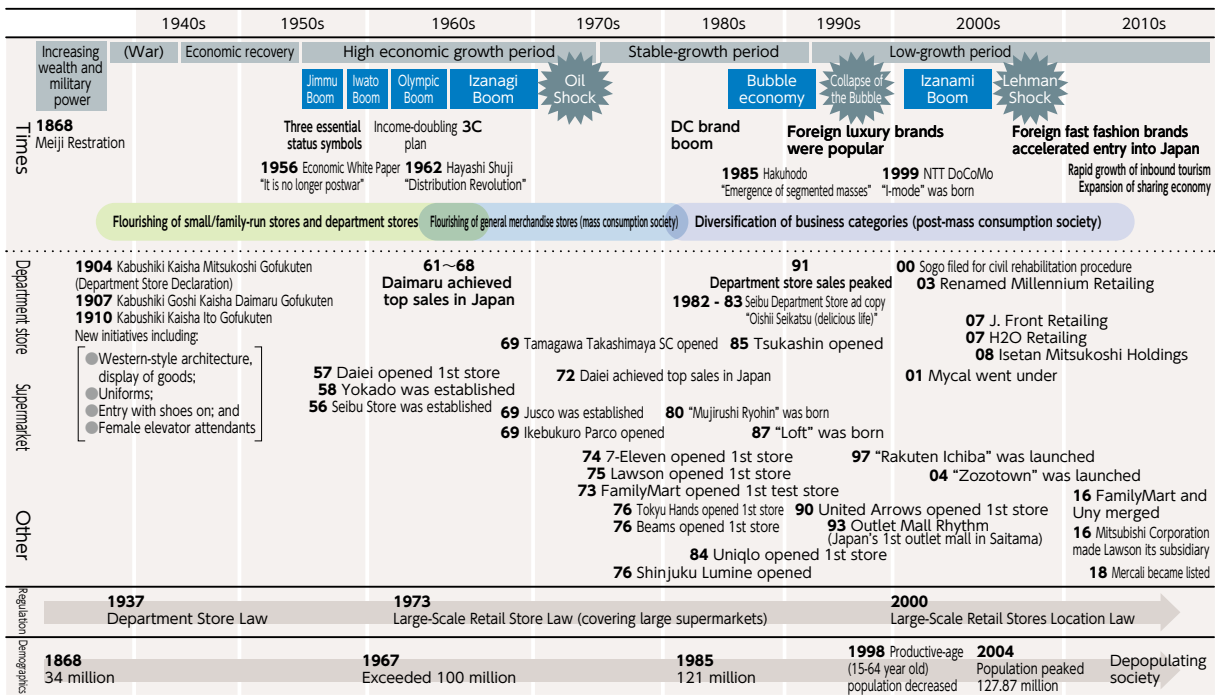 1940s 1950s 1960s 1970s 1980s 1990s 2000s 2010s
Times
Increasing
wealth and
military
power
(War)
Economic recovery
High economic growth period
Stable-growth period
Low-growth period
Jimmu
Boom
Iwato
Boom
Olympic
Boom
Izanagi
Boom
Oil
Shock
Bubble
economy
Collapse of
the Bubble
Izanami
Boom
Lehman
Shock
1868
Meiji Restration
Three essential
status symbols
Income-doubling
plan
3C
1956 Economic White Paper
"It is no longer postwar"
1962 Hayashi Shuji
"Distribution Revolution"
DC brand
boom
1985 Hakuhodo
"Emergence of segmented masses"
Foreign luxury brands
were popular
1999 NTT DoCoMo
"I-mode" was born
Foreign fast fashion brands
accelerated entry into Japan
Rapid growth of inbound tourism
Expansion of sharing economy
Flourishing of small/family-run stores and department stores
Flourishing of general merchandise stores (mass consumption society)
Diversification of business categories (post-mass consumption society)
Department store
1904 Kabushiki Kaisha Mitsukoshi Gofukuten
(Department Store Declaration)
1907 Kabushiki Goshi Kaisha Daimaru Gofukuten
1910 Kabushiki Kaisha Ito Gofukuten
New initiatives including:
●Western-style architecture,
display of goods;
●Uniforms;
●Entry with shoes on; and
●Female elevator attendants
61~68
Daimaru achieved
top sales in Japan
91
Department store sales peaked
1982 - 83 Seibu Department Store ad copy
"Oishii Seikatsu (delicious life)"
00 Sogo filed for civil rehabilitation procedure
03 Renamed Millennium Retailing
07 J. Front Retailing
07 H2O Retailing
08 Isetan Mitsukoshi Holdings
69 Tamagawa Takashimaya SC opened
85 Tsukashin opened
Supermarket
57 Daiei opened 1st store
58 Yokado was established
56 Seibu Store was established
72 Daiei achieved top sales in Japan
01 Mycal went under
69 Jusco was established
80 "Mujirushi Ryohin" was born
69 Ikebukuro Parco opened
87 "Loft" was born
Other
74 7-Eleven opened 1st store
75 Lawson opened 1st store
73 FamilyMart opened 1st test store
97 "Rakuten Ichiba" was launched
04 "Zozotown" was launched
76 Tokyu Hands opened 1st store
76 Beams opened 1st store
90 United Arrows opened 1st store
93 Outlet Mall Rhythm
(Japan's 1st outlet mall in Saitama)
84 Uniqlo opened 1st store
76 Shinjuku Lumine opened
16 FamilyMart and
Uny merged
16 Mitsubishi Corporation
made Lawson its subsidiary
18 Mercali became listed
Regulation
1937
Department Store Law
1973
Large-Scale Retail Store Law (covering large supermarkets)
2000
Large-Scale Retail Stores Location Law
Demographics
1868
34 million
1967
Exceeded 100 million
1985
121 million
1998 Productive-age
(15-64 year old)
population decreased
2004
Population peaked
127.87 million
Depopulating
society